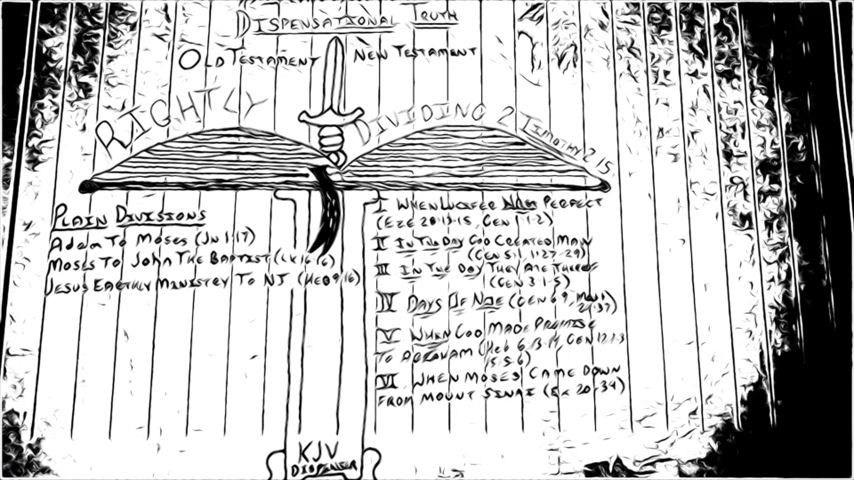 DISPENSATIONAL TRUTH
OLD TESTAMENT NEW TESTAMENT
RIGHTLY DIVIDING 2 TIMOTHY 2 15
PLAIN DIVISIONS
Adam To Moses (JN 1:17)
Moses To John The Baptist (LK 16 16)
Jesus Earthly Ministry To NT (Heb 9 16)
I WHEN LUCIFER WAS PERFECT
(EZE 28:13-15, GEN 1 1-2)
II IN THE DAY GOD CREATED MAN
(GEN 5:1, 1:27-29)
III IN THE DAY THEY ATE THEREOF
(GEN 3 1-5)
IV DAYS OF NOE (GEN 6 9,
24:37)
V WHEN GOD MADE PROMISE
TO ABRAHAM (Heb 6 13-14, GEN 12 1-3
15 5-6)
VI WHEN MOSES CAME DOWN
FROM MOUNT SINAI (Ex 20, 34)
KJV
DISPENSER